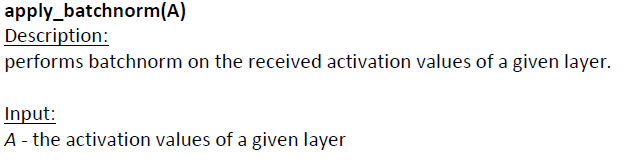 apply_batchnorm(A)
Description:
performs batchnorm on the received activation values of a given layer.
Input:
A - the activation values of a given layer